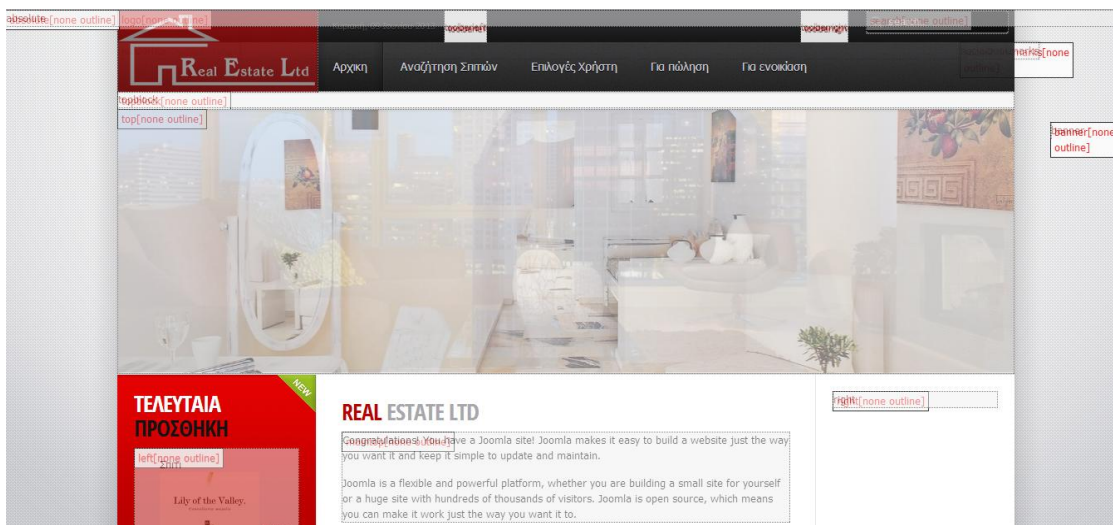 absolute[none outline]
logo[none outline]
search[none outline]
Real Estate Ltd
Αρχικη
Αναζήτηση Σπιτιών
Επιλογές Χρήστη
Για πώληση
Για ενοικίαση
topblock[none outline]
top[none outline]
banner[none
outline]
NEW
ΤΕΛΕΥΤΑΙΑ
ΠΡΟΣΘΗΚΗ
left[none outline]
Σπιτι
Lily of the Valley.
REAL ESTATE LTD
Congratulations! You have a Joomla site! Joomla makes it easy to build a website just the way
you want it and keep it simple to update and maintain.
Joomla is a flexible and powerful platform, whether you are building a small site for yourself
or a huge site with hundreds of thousands of visitors. Joomla is open source, which means
you can make it work just the way you want it to.
right[none outline]